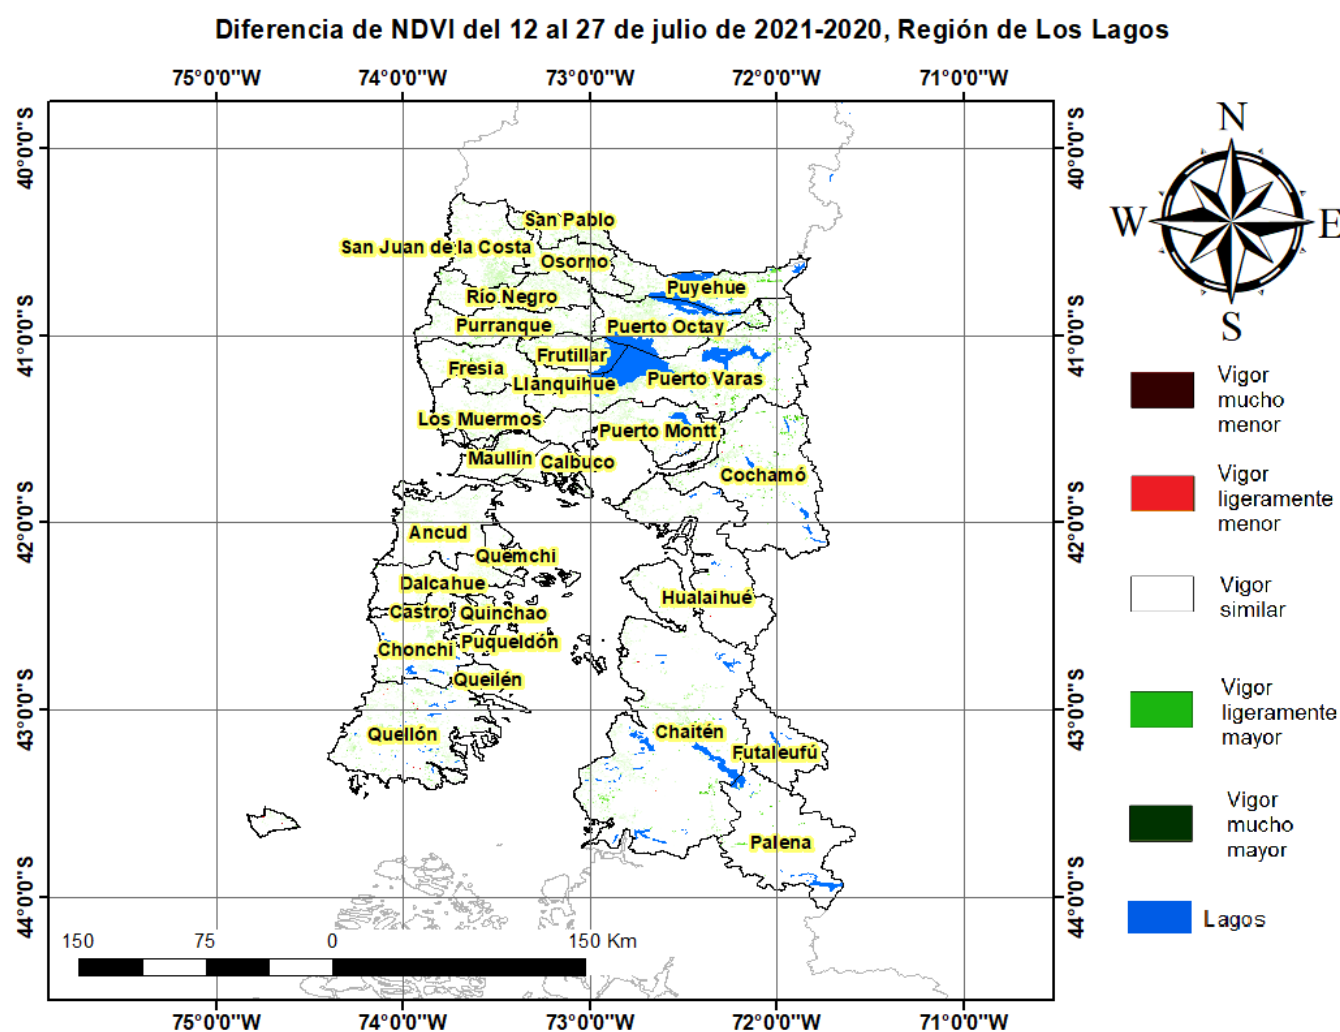 Diferencia de NDVI del 12 al 27 de julio de 2021-2020, Región de Los Lagos
75°0'0"W 74°0'0"W 73°0'0"W 72°0'0"W 71°0'0"W
40°0'0"S
40°0'0"S
41°0'0"S
41°0'0"S
42°0'0"S
42°0'0"S
43°0'0"S
43°0'0"S
44°0'0"S
44°0'0"S
San Pablo
San Juan de la Costa
Osorno
Puyehue
Río Negro
Purranque
Puerto Octay
Frutillar
Fresia
Llanquihue
Puerto Varas
Los Muermos
Puerto Montt
Maullín
Calbuco
Cochamó
Ancud
Quemchi
Dalcahue
Hualaihué
Castro
Quinchao
Chonchi
Puqueldón
Queilén
Quellón
Chaitén
Futaleufú
Palena
150 75 0 150 Km
75°0'0"W 74°0'0"W 73°0'0"W 72°0'0"W 71°0'0"W
N
W E
S
Vigor
mucho
menor
Vigor
ligeramente
menor
Vigor
similar
Vigor
ligeramente
mayor
Vigor
mucho
mayor
Lagos